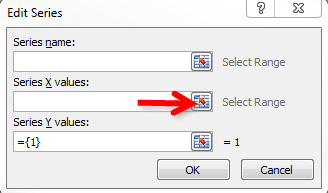 Edit Series
?
Series name:
Select Range
Series X values:
Select Range
Series Y values:
={1}
= 1
OK
Cancel